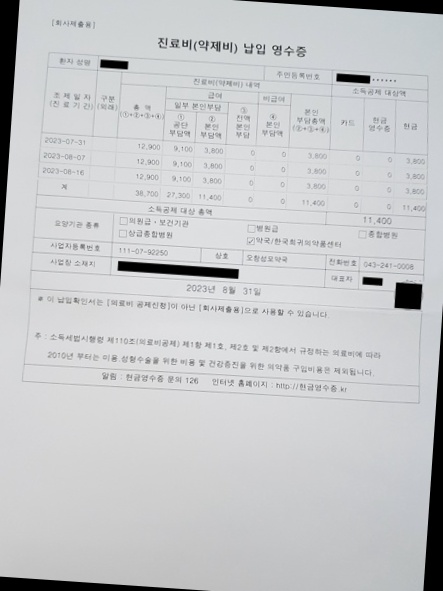 [회사제출용]
진료비(약제비) 납입 영수증
환자 성명 주민등록번호 ******
진료비(약제비) 내역 소득공제 대상액
조제일자 (진료기간) 구분 (외래) 총 액 (①+②+③+④) 급여 비급여 본인 부담총액 (②+③+④) 카드 현금 영수증 현금
일부 본인부담 ③ 전액 본인 부담 ④ 본인 부담액
① 공단 부담액 ② 본인 부담액
2023-07-31 12,900 9,100 3,800 0 0 3,800 0 0 3,800
2023-08-07 12,900 9,100 3,800 0 0 3,800 0 0 3,800
2023-08-16 12,900 9,100 3,800 0 0 3,800 0 0 3,800
계 38,700 27,300 11,400 0 0 11,400 0 0 11,400
소득공제 대상 총액 11,400
요양기관 종류 □의원급·보건기관 □병원급 □종합병원
□상급종합병원 ☑약국/한국희귀의약품센터
사업자등록번호 111-07-92250 상호 오창성모약국 전화번호 043-241-0008
사업장 소재지 대표자
2023년 8월 31일
※ 이 납입확인서는 [의료비 공제신청]이 아닌 [회사제출용]으로 사용할 수 있습니다.
주 : 소득세법시행령 제110조(의료비공제) 제1항 제1호, 제2호 및 제2항에서 규정하는 의료비에 따라
2010년 부터는 미용.성형수술을 위한 비용 및 건강증진을 위한 의약품 구입비용은 제외됩니다.
알림 : 현금영수증 문의 126 인터넷 홈페이지 : http://현금영수증.kr